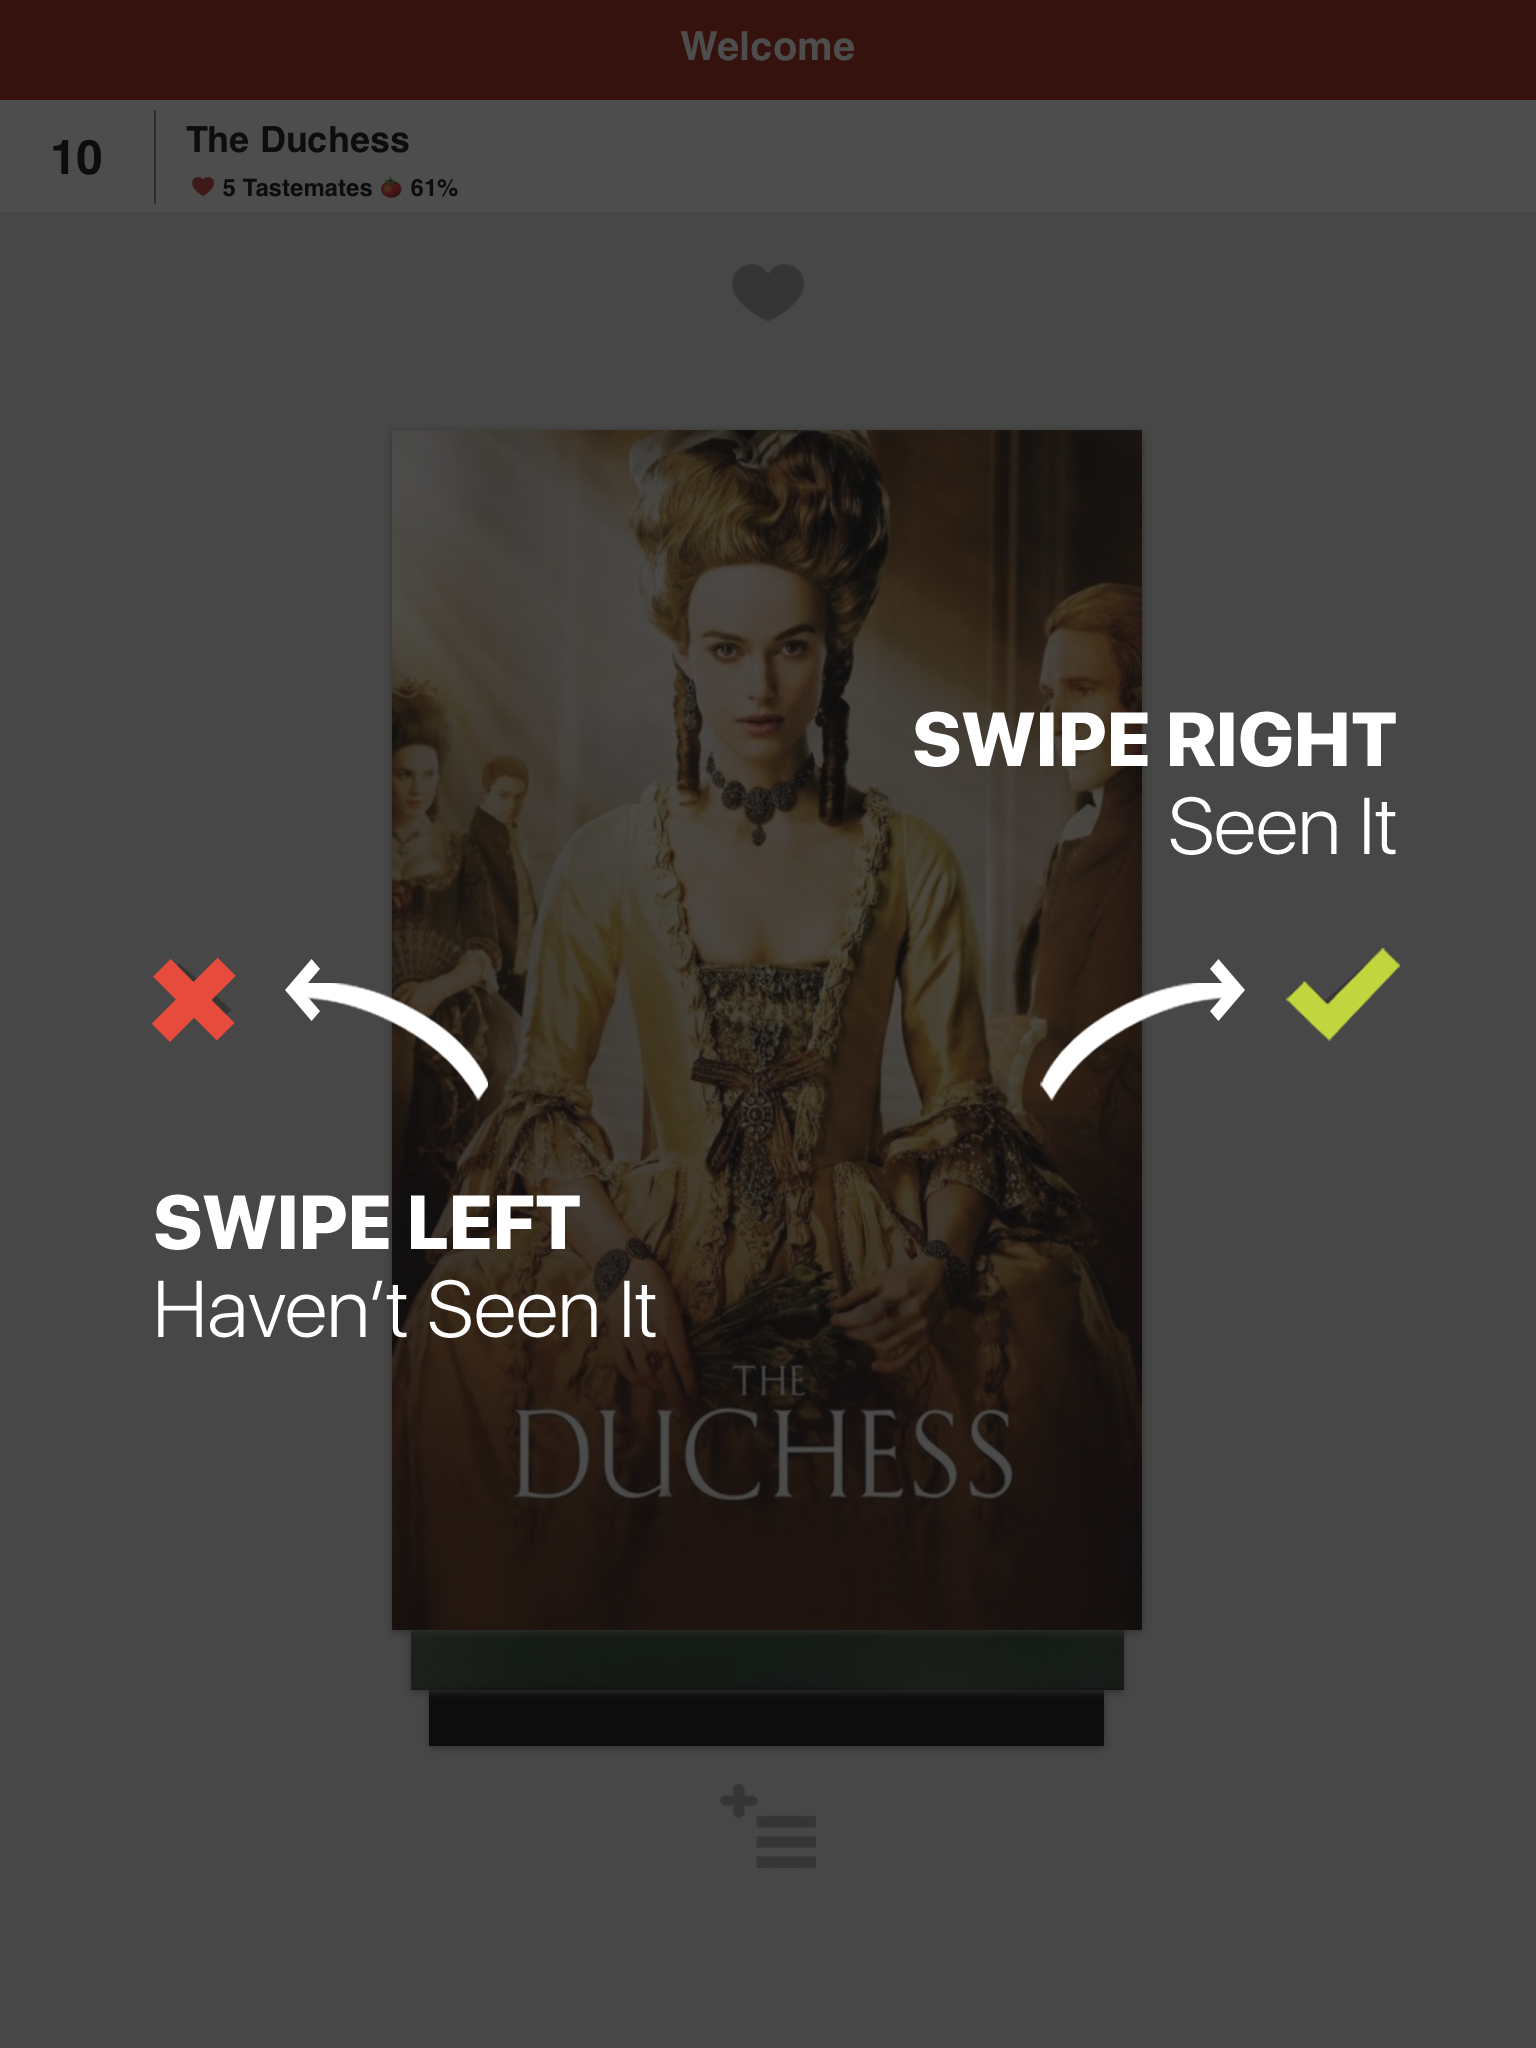 Welcome
10
The Duchess
5 Tastemates 61%
SWIPE RIGHT
Seen It
SWIPE LEFT
Haven't Seen It
THE
DUCHESS